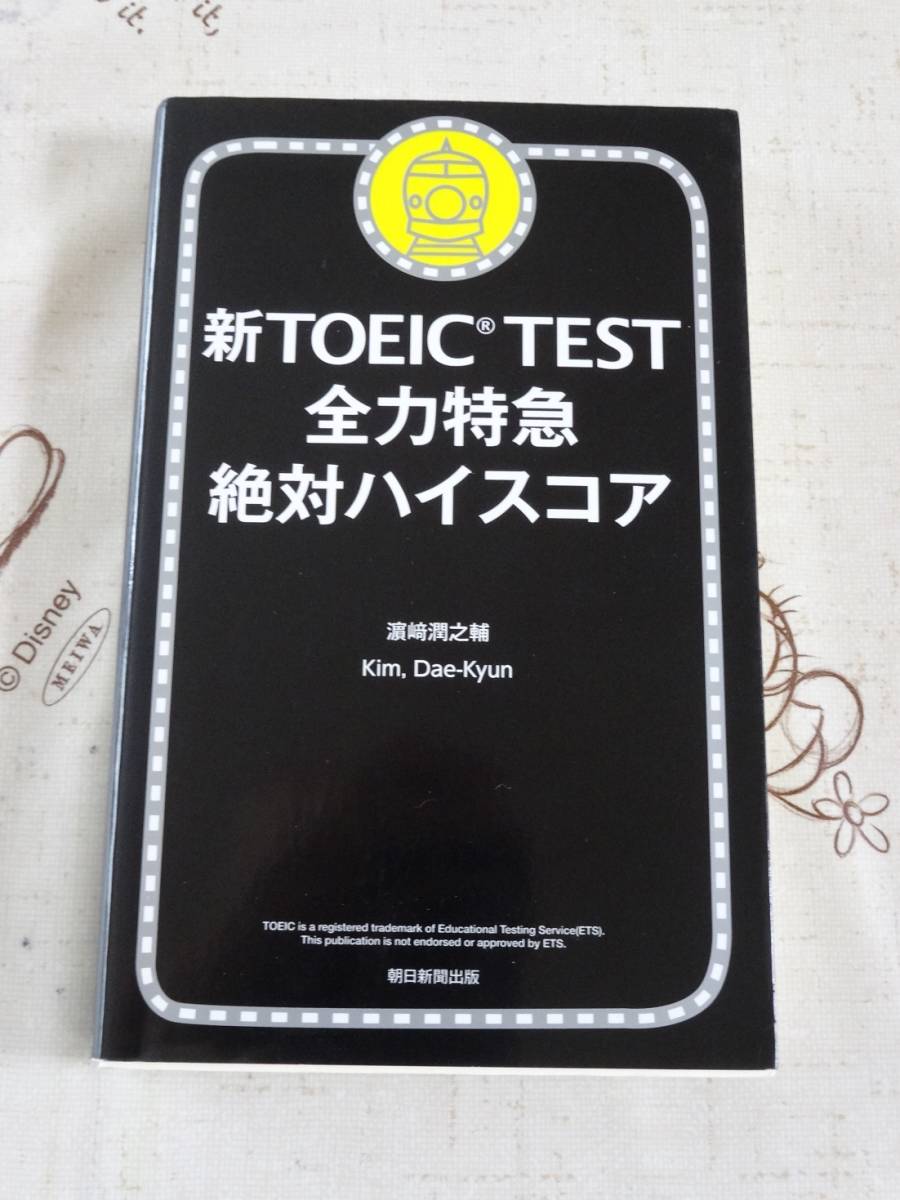 it.
it,
新TOEIC® TEST
全力特急
絶対ハイスコア
© Disney
MEIWA
濵﨑潤之輔
Kim, Dae-Kyun
TOEIC is a registered trademark of Educational Testing Service(ETS).
This publication is not endorsed or approved by ETS.
朝日新聞出版